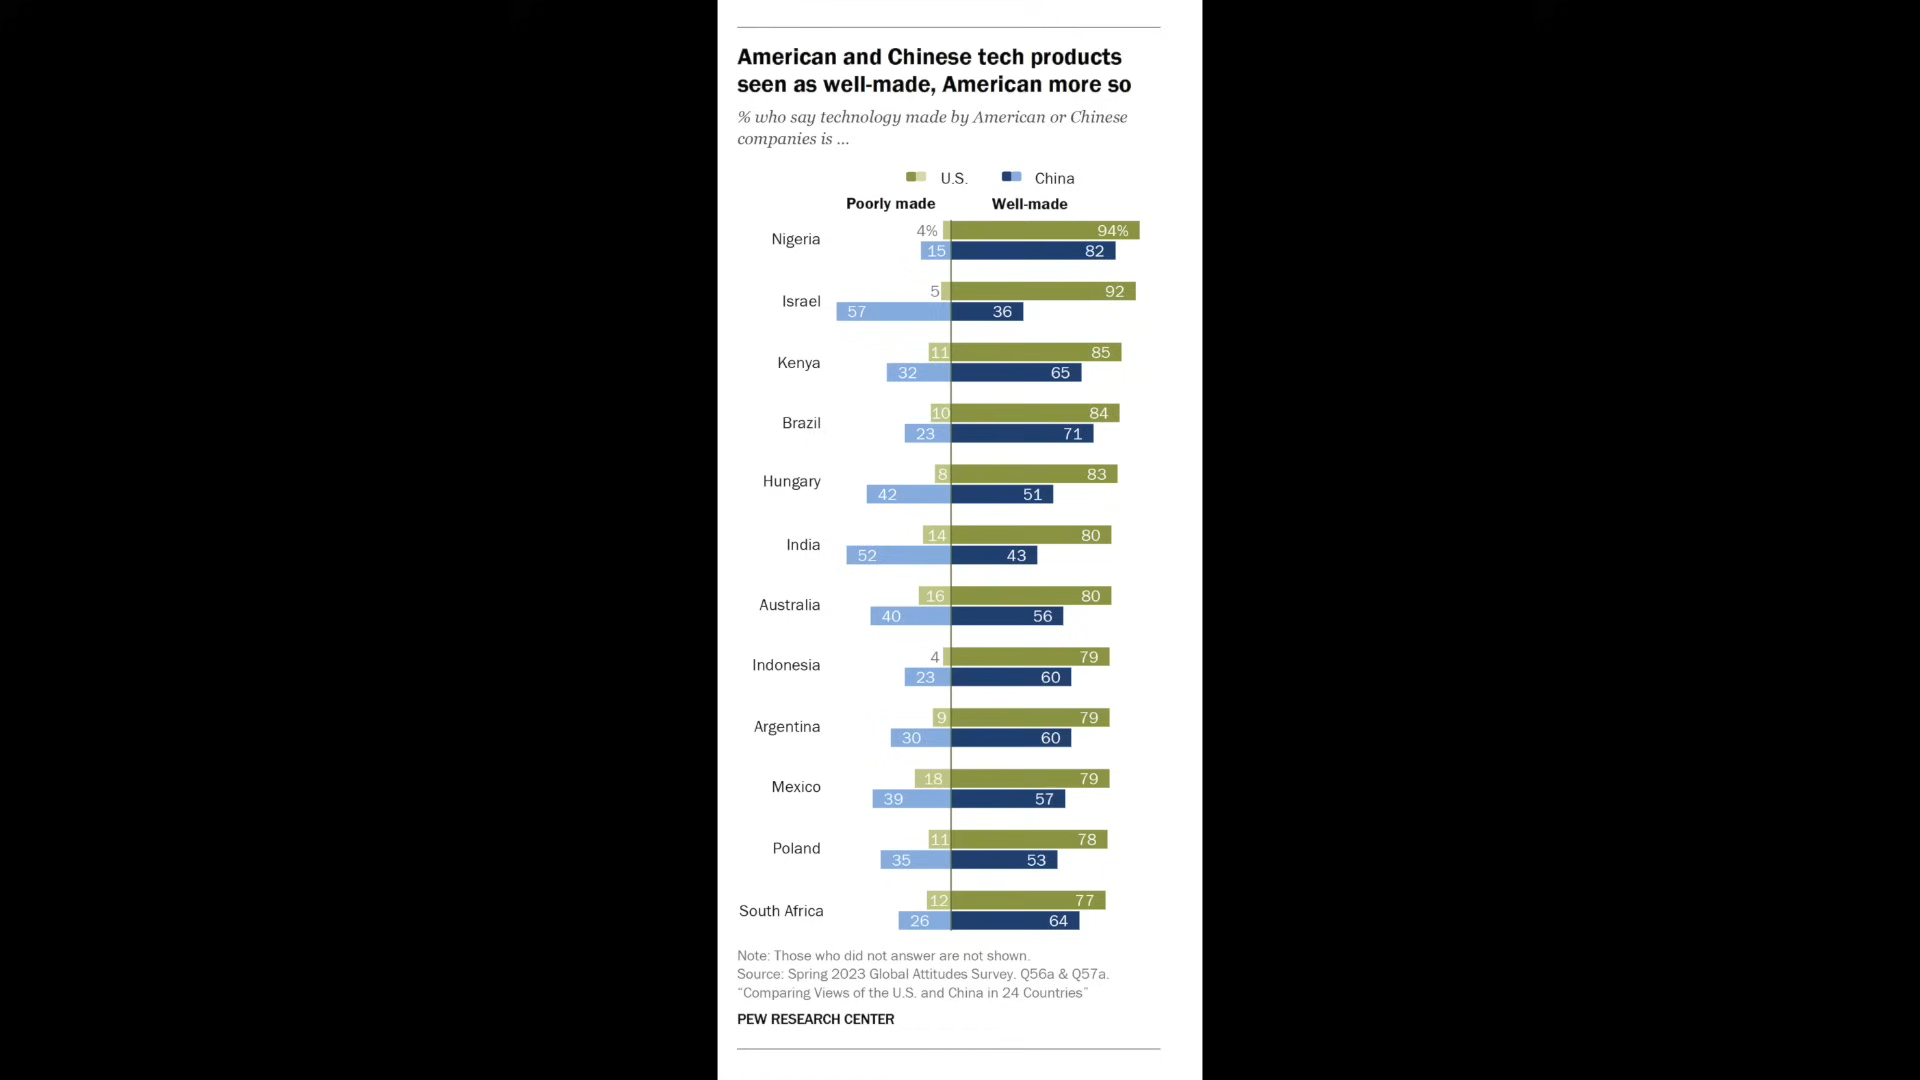 American and Chinese tech products
seen as well-made, American more so
% who say technology made by American or Chinese
companies is ...
U.S. China
Poorly made Well-made
Nigeria 4% 94%
15 82
Israel 5 92
57 36
Kenya 11 85
32 65
Brazil 10 84
23 71
Hungary 8 83
42 51
India 14 80
52 43
Australia 16 80
40 56
Indonesia 4 79
23 60
Argentina 9 79
30 60
Mexico 18 79
39 57
Poland 11 78
35 53
South Africa 12 77
26 64
Note: Those who did not answer are not shown.
Source: Spring 2023 Global Attitudes Survey. Q56a & Q57a.
“Comparing Views of the U.S. and China in 24 Countries”
PEW RESEARCH CENTER